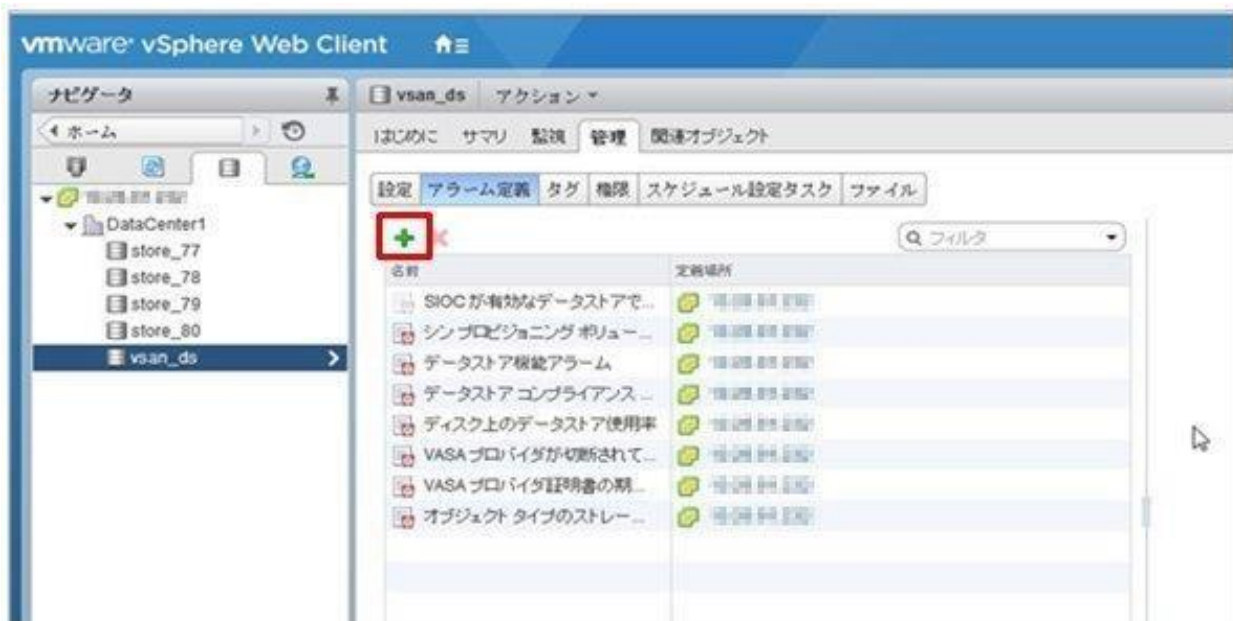 vmware vSphere Web Client
ナビゲータ
ホーム
DataCenter1
store_77
store_78
store_79
store_80
vsan_ds
vsan_ds アクション
はじめに サマリ 監視 管理 関連オブジェクト
設定 アラーム定義 タグ 権限 スケジュール設定タスク ファイル
フィルタ
名前 定義場所
SIOC が有効なデータストアで...
シン プロビジョニング ボリュー...
データストア機能アラーム
データストア コンプライアンス ...
ディスク上のデータストア使用率
VASA プロバイダが切断されて...
VASA プロバイダ証明書の期...
オブジェクト タイプのストレー...